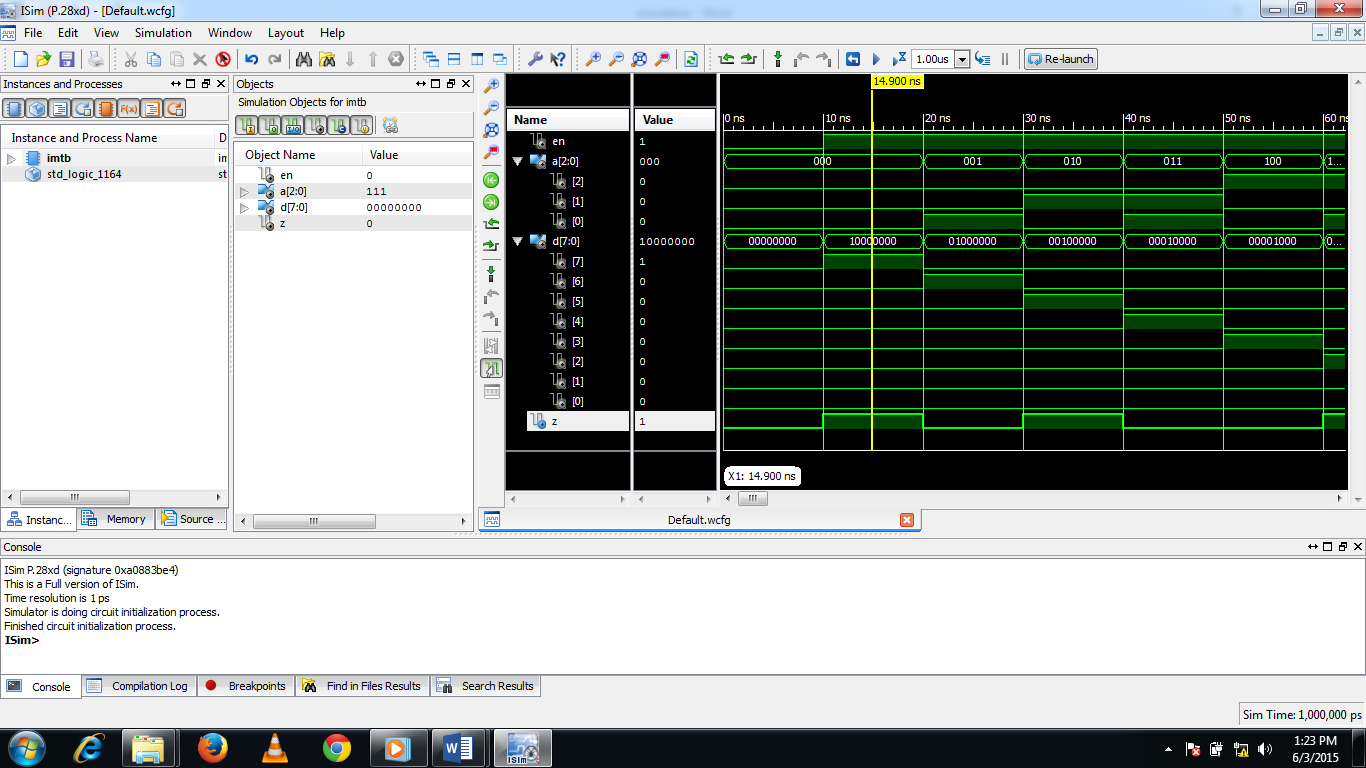 ISim (P.28xd) - [Default.wcfg]
File Edit View Simulation Window Layout Help
1.00us Re-launch
Instances and Processes
Instance and Process Name D
imtb im
std_logic_1164 st
Instanc... Memory Source ...
Objects
Simulation Objects for imtb
Object Name Value
en 0
a[2:0] 111
d[7:0] 00000000
z 0
14.900 ns
Name Value
0 ns 10 ns 20 ns 30 ns 40 ns 50 ns 60 ns
en 1
a[2:0] 000 000 001 010 011 100 1...
[2] 0
[1] 0
[0] 0
d[7:0] 10000000 00000000 10000000 01000000 00100000 00010000 00001000 0...
[7] 1
[6] 0
[5] 0
[4] 0
[3] 0
[2] 0
[1] 0
[0] 0
z 1
X1: 14.900 ns
Default.wcfg
Console
ISim P.28xd (signature 0xa0883be4)
This is a Full version of ISim.
Time resolution is 1 ps
Simulator is doing circuit initialization process.
Finished circuit initialization process.
ISim>
Console Compilation Log Breakpoints Find in Files Results Search Results
Sim Time: 1,000,000 ps
1:23 PM
6/3/2015